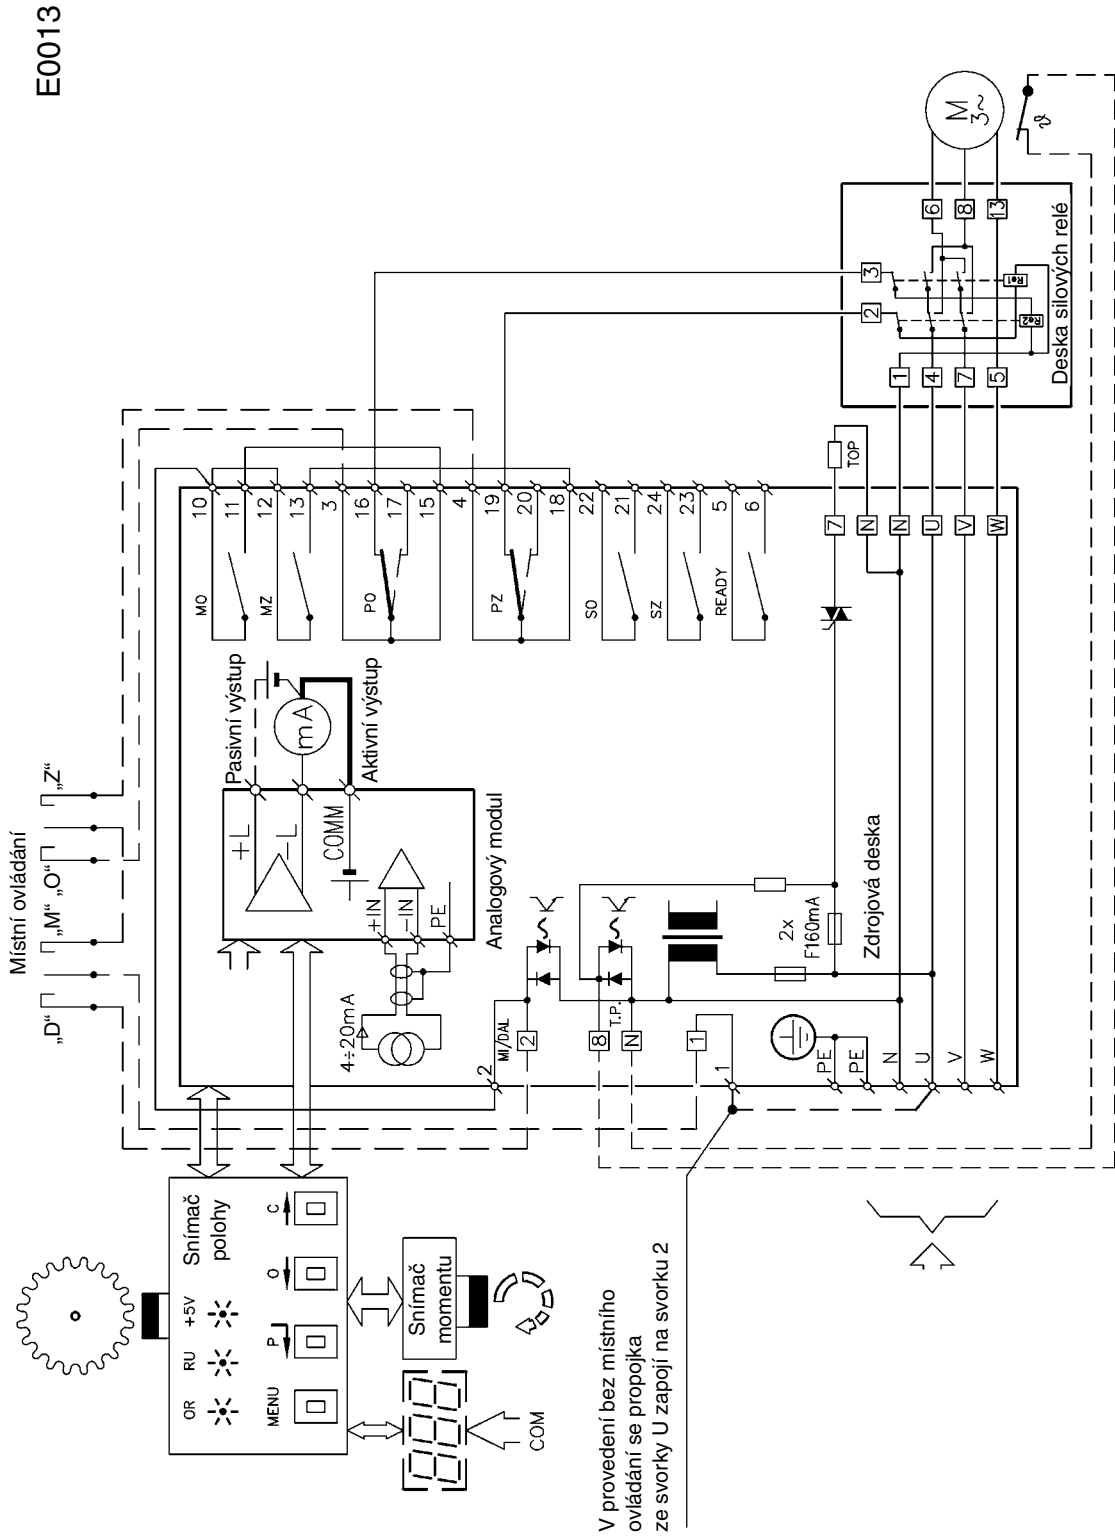 E0013
Místní ovládání
„D“
„M“
„O“
„Z“
M
3~
ϑ
6
8
13
3
2
1
4
7
5
Re1
Re2
Deska silových relé
10
11
12
13
3
16
17
15
4
19
20
18
22
21
24
23
5
6
MO
MZ
PO
PZ
SO
SZ
READY
7
N
N
U
V
W
TOP
Pasivní výstup
mA
Aktivní výstup
+L
-L
COMM
+IN
-IN
PE
Analogový modul
4÷20mA
2
MI/DAL
2
8
T.P.
N
1
1
2x
F160mA
Zdrojová deska
PE
PE
N
U
V
W
Snímač
polohy
OR
RU
+5V
MENU
P
O
C
Snímač
momentu
COM
V provedení bez místního
ovládání se propojka
ze svorky U zapojí na svorku 2